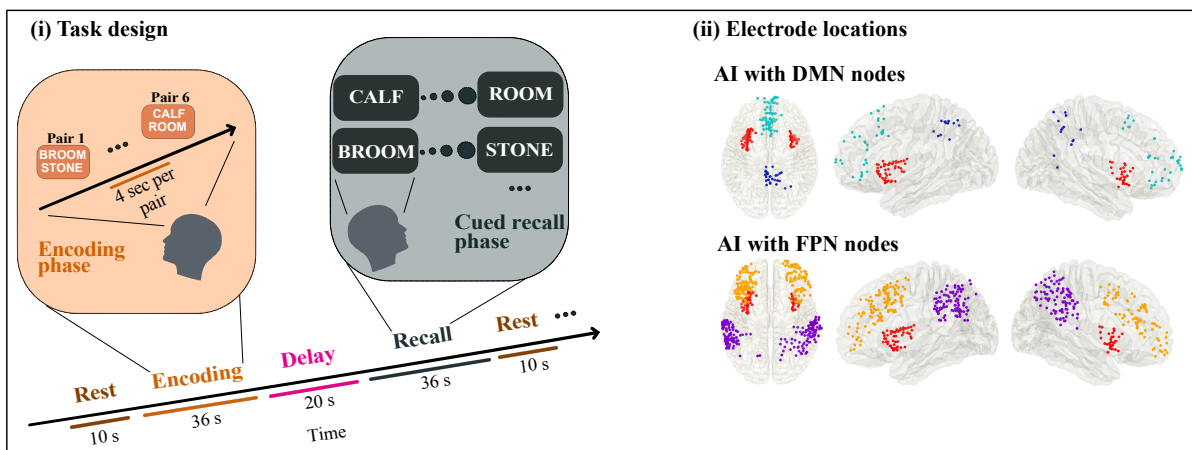 (i) Task design
Pair 1
BROOM
STONE
Pair 6
CALF
ROOM
4 sec per
pair
Encoding
phase
CALF
ROOM
BROOM
STONE
Cued recall
phase
Rest
Encoding
Delay
Recall
Rest
10 s
36 s
20 s
36 s
10 s
Time
(ii) Electrode locations
AI with DMN nodes
AI with FPN nodes